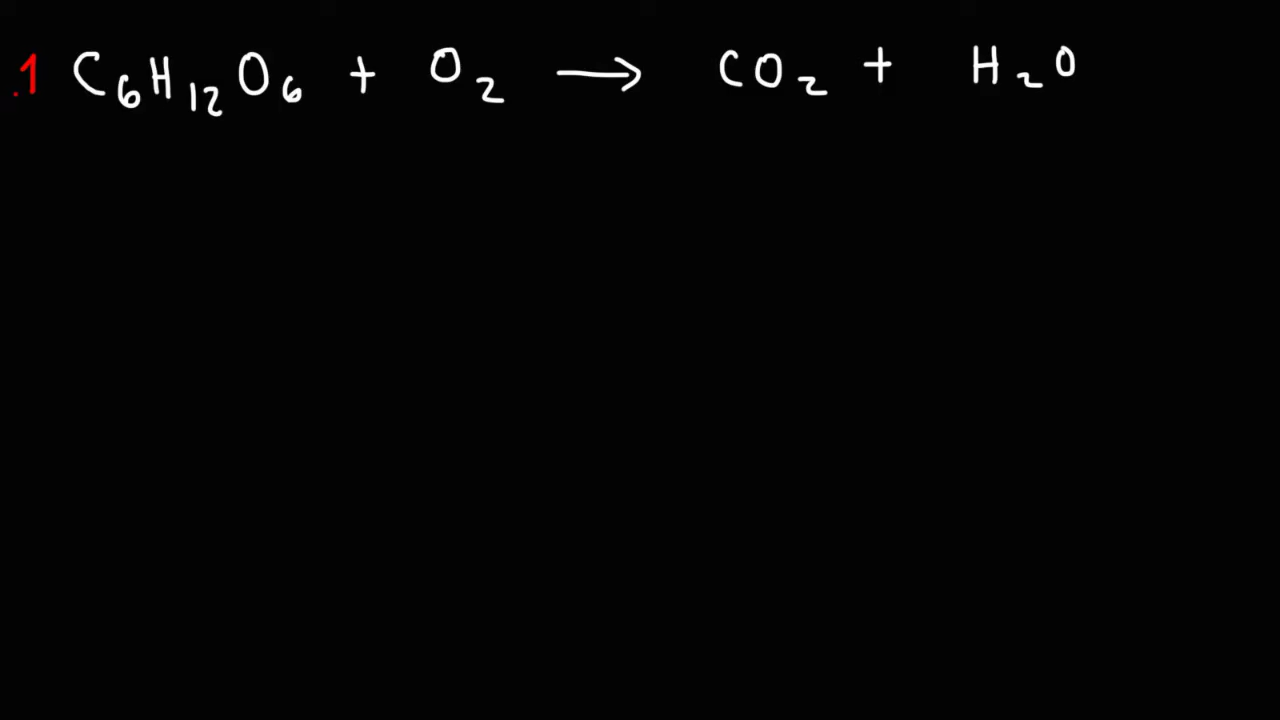 .1 C₆H₁₂O₆ + O₂ → CO₂ + H₂O